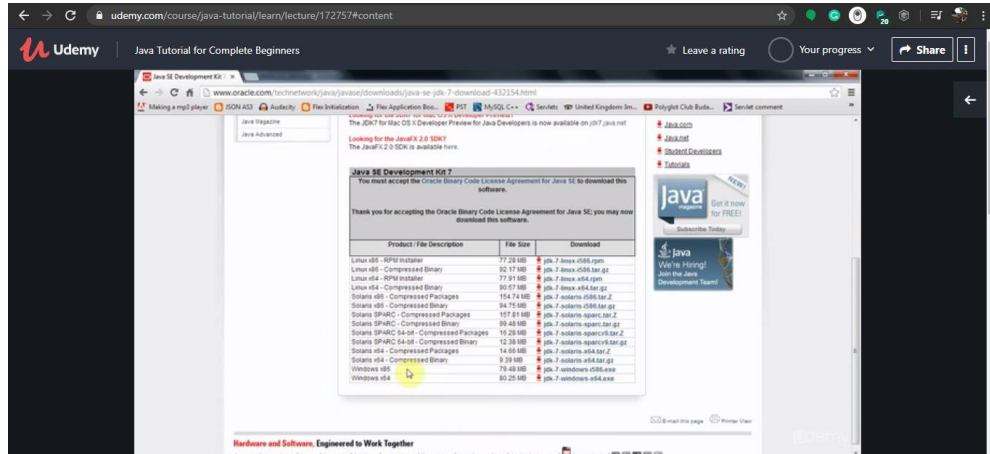 udemy.com/course/java-tutorial/learn/lecture/172757#content
20
Udemy
Java Tutorial for Complete Beginners
Leave a rating
Your progress
Share
Java SE Development Kit 7
www.oracle.com/technetwork/java/javase/downloads/java-se-jdk-7-download-432154.html
Making a mp3 player
JSON AS3
Audacity
Flex Initialization
Flex Application Boo...
PST
MySQL C++
Servlets
United Kingdom Im...
Polyglot Club Buda...
Servlet comment
Java Magazine
Java Advanced
The JDK7 for Mac OS X Developer Preview for Java Developers is now available on jdk7.java.net
Looking for the JavaFX 2.0 SDK?
The JavaFX 2.0 SDK is available here.
Java SE Development Kit 7
You must accept the Oracle Binary Code License Agreement for Java SE to download this
software.
Thank you for accepting the Oracle Binary Code License Agreement for Java SE; you may now
download this software.
Product / File Description File Size Download
Linux x86 - RPM Installer 77.28 MB jdk-7-linux-i586.rpm
Linux x86 - Compressed Binary 92.17 MB jdk-7-linux-i586.tar.gz
Linux x64 - RPM Installer 77.91 MB jdk-7-linux-x64.rpm
Linux x64 - Compressed Binary 90.57 MB jdk-7-linux-x64.tar.gz
Solaris x86 - Compressed Packages 154.74 MB jdk-7-solaris-i586.tar.Z
Solaris x86 - Compressed Binary 94.75 MB jdk-7-solaris-i586.tar.gz
Solaris SPARC - Compressed Packages 157.81 MB jdk-7-solaris-sparc.tar.Z
Solaris SPARC - Compressed Binary 99.48 MB jdk-7-solaris-sparc.tar.gz
Solaris SPARC 64-bit - Compressed Packages 16.28 MB jdk-7-solaris-sparcv9.tar.Z
Solaris SPARC 64-bit - Compressed Binary 12.38 MB jdk-7-solaris-sparcv9.tar.gz
Solaris x64 - Compressed Packages 14.66 MB jdk-7-solaris-x64.tar.Z
Solaris x64 - Compressed Binary 9.39 MB jdk-7-solaris-x64.tar.gz
Windows x86 79.48 MB jdk-7-windows-i586.exe
Windows x64 80.25 MB jdk-7-windows-x64.exe
Java.com
Java.net
Student Developers
Tutorials
NEW!
Java
magazine
Get it now
for FREE!
Subscribe Today
Java
We're Hiring!
Join the Java
Development Team!
E-mail this page
Printer View
Hardware and Software, Engineered to Work Together
Udemy